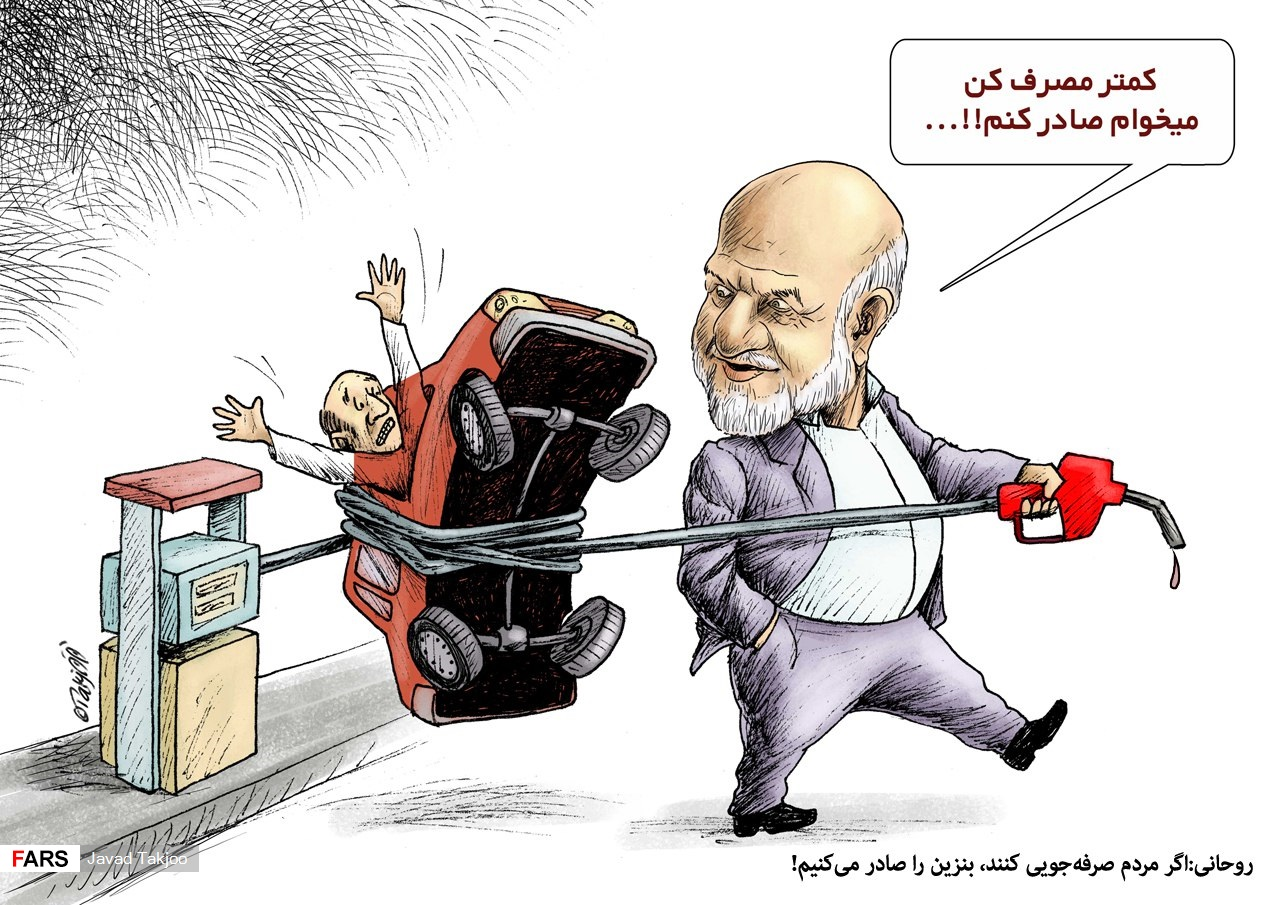 کمتر مصرف کن
میخوام صادر کنم!!...
FARS
Javad Takjoo
روحانی:اگر مردم صرفه‌جویی کنند، بنزین را صادر می‌کنیم!